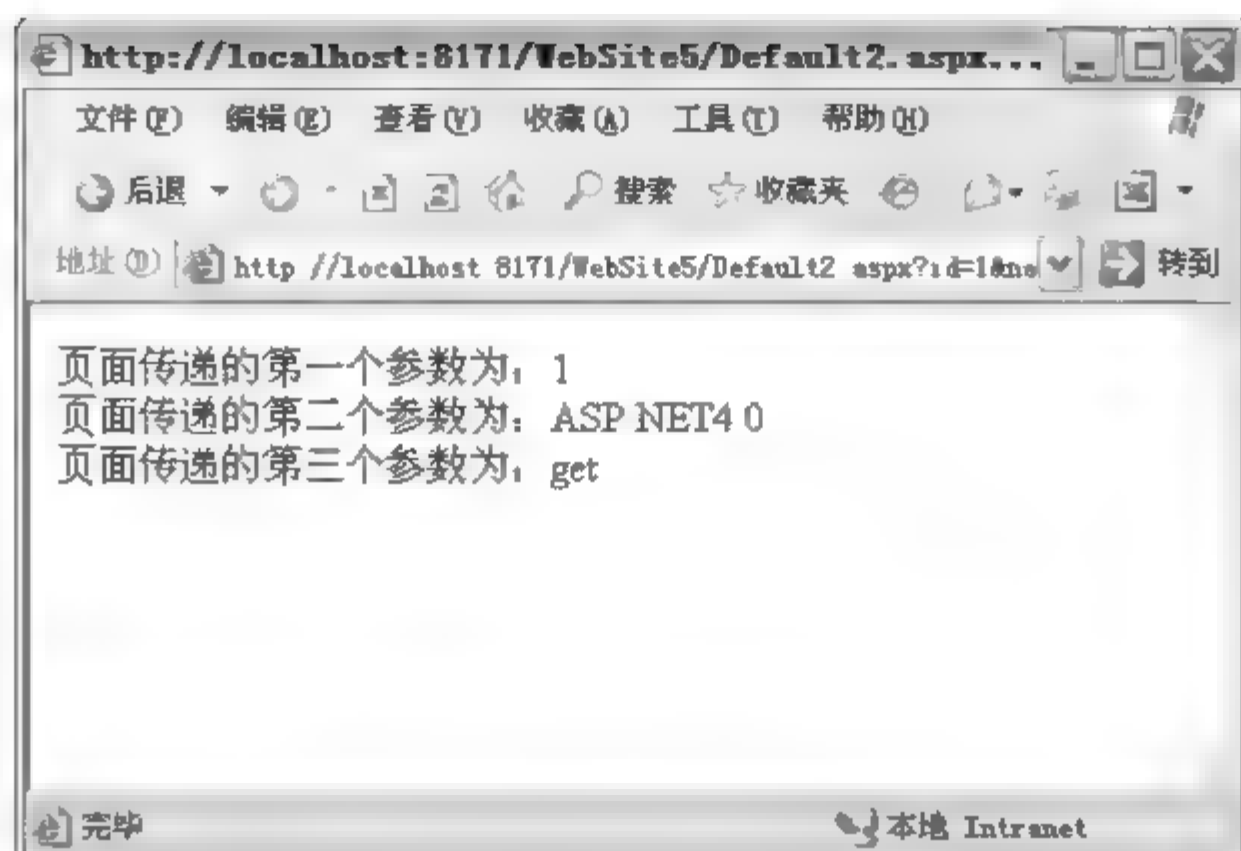 http://localhost:8171/WebSite5/Default2.aspx...
文件(F) 编辑(E) 查看(V) 收藏(A) 工具(T) 帮助(H)
后退 搜索 收藏夹
地址(D) http //localhost 8171/WebSite5/Default2 aspx?id=1&na 转到
页面传递的第一个参数为：1
页面传递的第二个参数为：ASP NET4 0
页面传递的第三个参数为：get
完毕 本地 Intranet